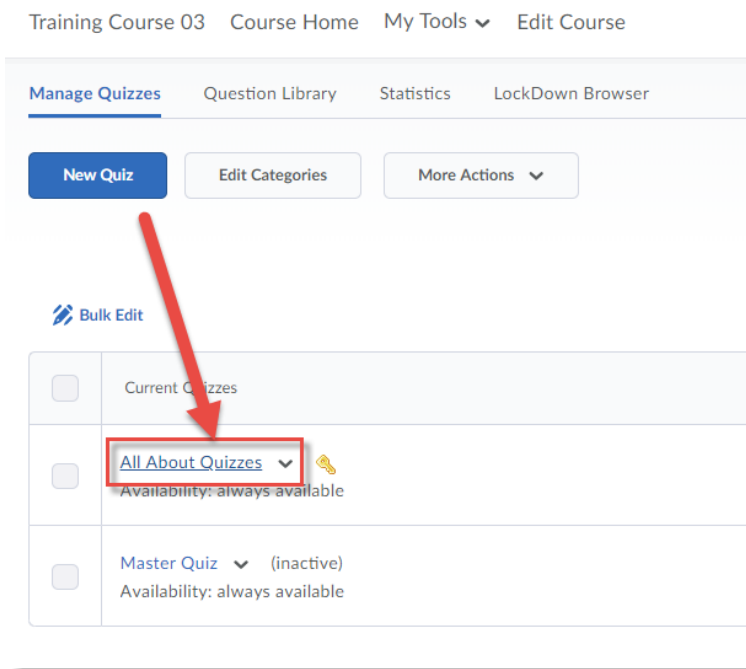 Training Course 03 Course Home My Tools Edit Course
Manage Quizzes Question Library Statistics LockDown Browser
New Quiz Edit Categories More Actions
Bulk Edit
Current Quizzes
All About Quizzes
Availability: always available
Master Quiz (inactive)
Availability: always available